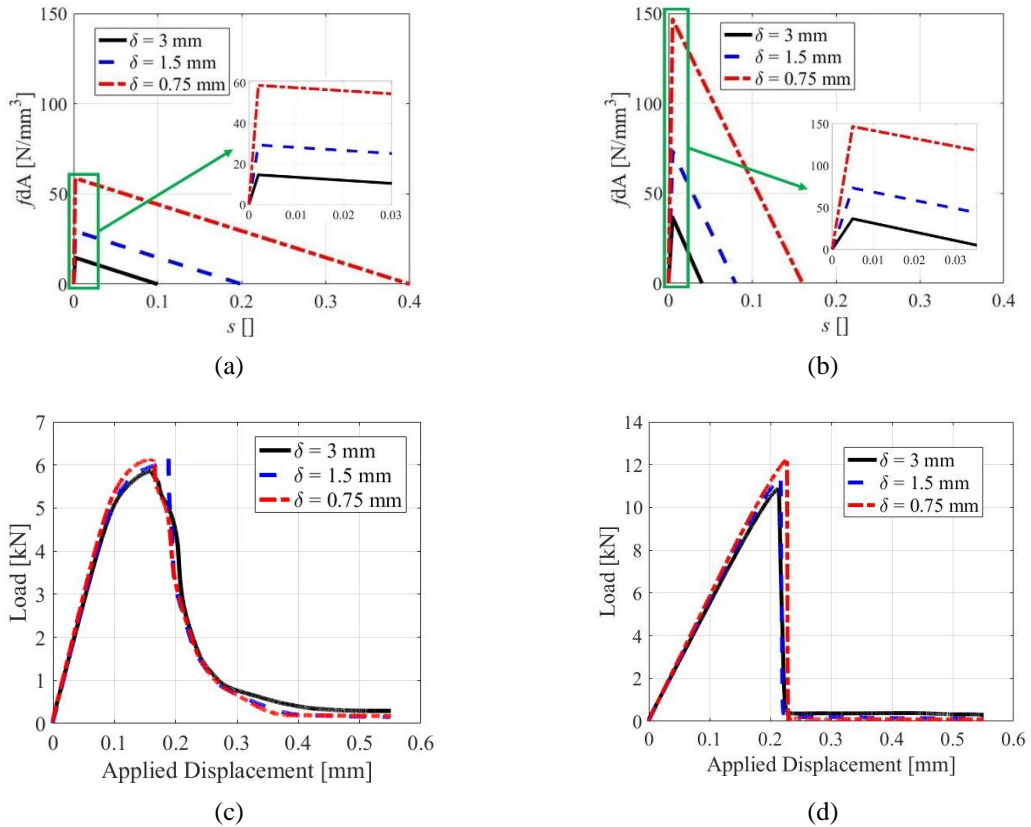 150
100
50
0
fdA [N/mm³]
δ = 3 mm
δ = 1.5 mm
δ = 0.75 mm
60
40
20
0
0 0.01 0.02 0.03
0 0.1 0.2 0.3 0.4
s []
(a)
150
100
50
0
fdA [N/mm³]
δ = 3 mm
δ = 1.5 mm
δ = 0.75 mm
150
100
50
0
0 0.01 0.02 0.03
0 0.1 0.2 0.3 0.4
s []
(b)
7
6
5
4
3
2
1
0
Load [kN]
δ = 3 mm
δ = 1.5 mm
δ = 0.75 mm
0 0.1 0.2 0.3 0.4 0.5 0.6
Applied Displacement [mm]
(c)
14
12
10
8
6
4
2
0
Load [kN]
δ = 3 mm
δ = 1.5 mm
δ = 0.75 mm
0 0.1 0.2 0.3 0.4 0.5 0.6
Applied Displacement [mm]
(d)